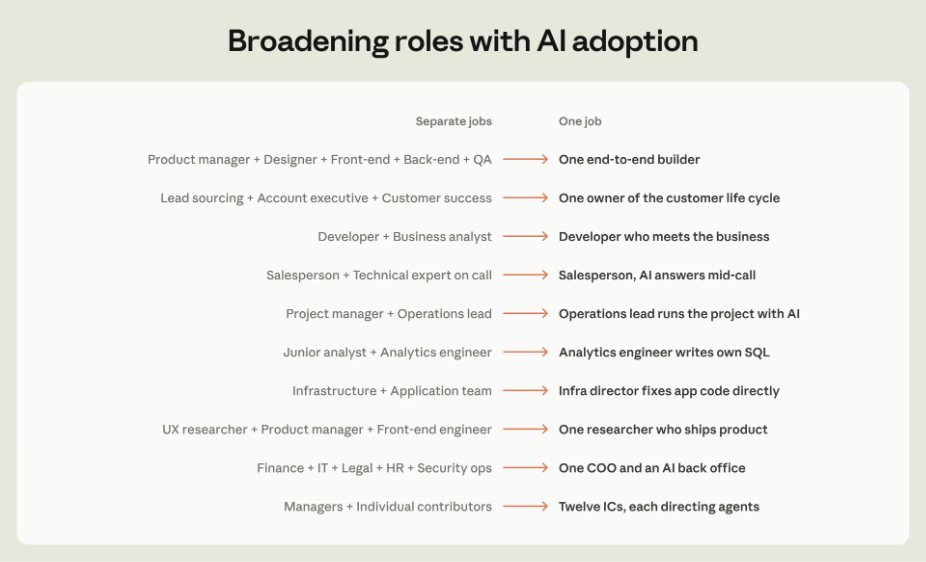 Broadening roles with AI adoption
Separate jobs One job
Product manager + Designer + Front-end + Back-end + QA → One end-to-end builder
Lead sourcing + Account executive + Customer success → One owner of the customer life cycle
Developer + Business analyst → Developer who meets the business
Salesperson + Technical expert on call → Salesperson, AI answers mid-call
Project manager + Operations lead → Operations lead runs the project with AI
Junior analyst + Analytics engineer → Analytics engineer writes own SQL
Infrastructure + Application team → Infra director fixes app code directly
UX researcher + Product manager + Front-end engineer → One researcher who ships product
Finance + IT + Legal + HR + Security ops → One COO and an AI back office
Managers + Individual contributors → Twelve ICs, each directing agents